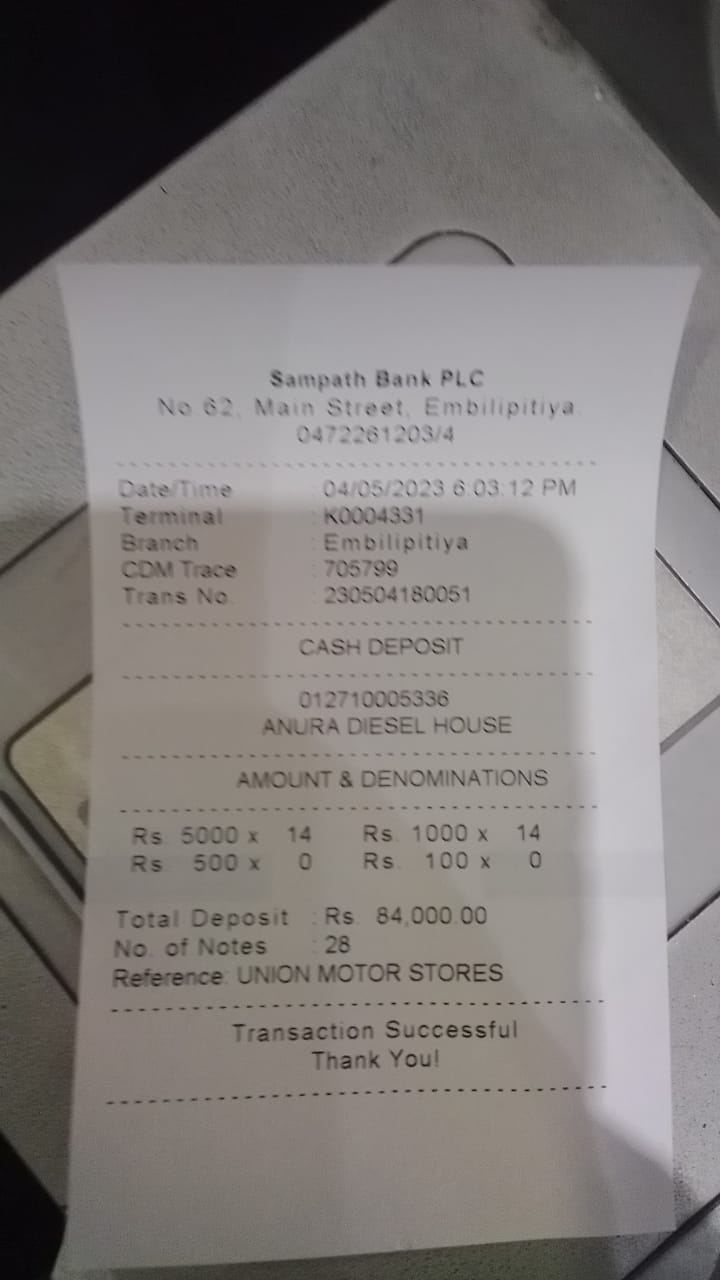 Sampath Bank PLC
No.62, Main Street, Embilipitiya.
0472261203/4
Date/Time : 04/05/2023 6:03:12 PM
Terminal : K0004331
Branch : Embilipitiya
CDM Trace : 705799
Trans No. : 230504180051
CASH DEPOSIT
012710005336
ANURA DIESEL HOUSE
AMOUNT & DENOMINATIONS
Rs. 5000 x 14 Rs. 1000 x 14
Rs. 500 x 0 Rs. 100 x 0
Total Deposit : Rs. 84,000.00
No. of Notes : 28
Reference: UNION MOTOR STORES
Transaction Successful
Thank You!